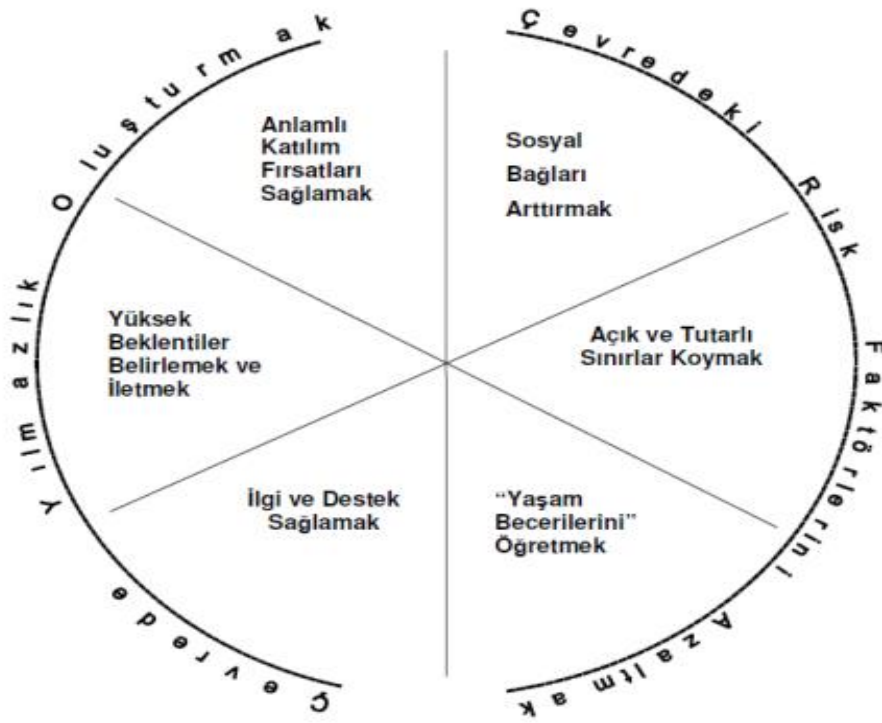 Çevrede Yılmazlık Oluşturmak
Çevredeki Risk Faktörlerini Azaltmak
Anlamlı
Katılım
Fırsatları
Sağlamak
Sosyal
Bağları
Arttırmak
Yüksek
Beklentiler
Belirlemek ve
İletmek
Açık ve Tutarlı
Sınırlar Koymak
İlgi ve Destek
Sağlamak
“Yaşam
Becerilerini”
Öğretmek